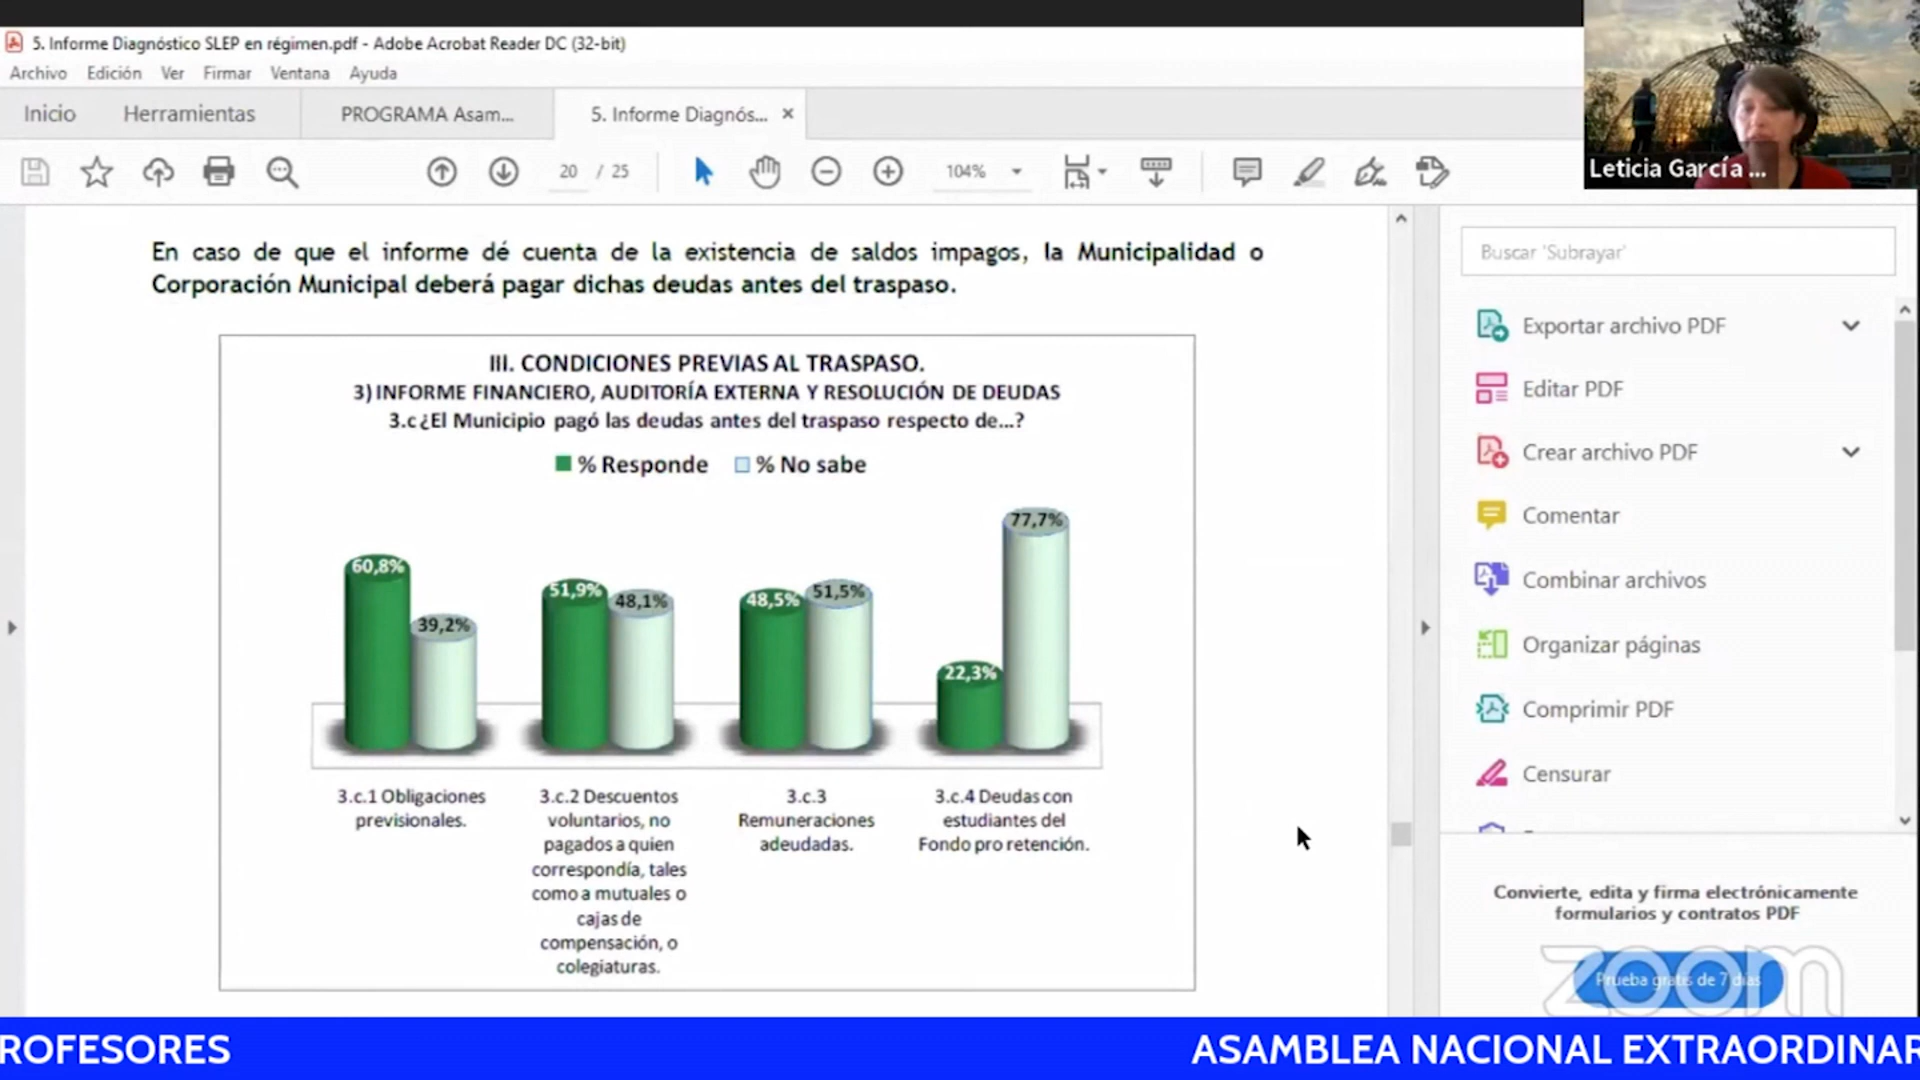 5. Informe Diagnóstico SLEP en régimen.pdf - Adobe Acrobat Reader DC (32-bit)
Archivo Edición Ver Firmar Ventana Ayuda
Inicio Herramientas PROGRAMA Asam... 5. Informe Diagnós... ×
20 / 25 104%
Leticia García ...
En caso de que el informe dé cuenta de la existencia de saldos impagos, la Municipalidad o
Corporación Municipal deberá pagar dichas deudas antes del traspaso.
III. CONDICIONES PREVIAS AL TRASPASO.
3) INFORME FINANCIERO, AUDITORÍA EXTERNA Y RESOLUCIÓN DE DEUDAS
3.c ¿El Municipio pagó las deudas antes del traspaso respecto de...?
% Responde % No sabe
60,8%
39,2%
51,9%
48,1%
48,5%
51,5%
22,3%
77,7%
3.c.1 Obligaciones
previsionales.
3.c.2 Descuentos
voluntarios, no
pagados a quien
correspondía, tales
como a mutuales o
cajas de
compensación, o
colegiaturas.
3.c.3
Remuneraciones
adeudadas.
3.c.4 Deudas con
estudiantes del
Fondo pro retención.
Buscar 'Subrayar'
Exportar archivo PDF
Editar PDF
Crear archivo PDF
Comentar
Combinar archivos
Organizar páginas
Comprimir PDF
Censurar
Convierte, edita y firma electrónicamente
formularios y contratos PDF
Prueba gratis de 7 días
zoom
ROFESORES ASAMBLEA NACIONAL EXTRAORDINAR